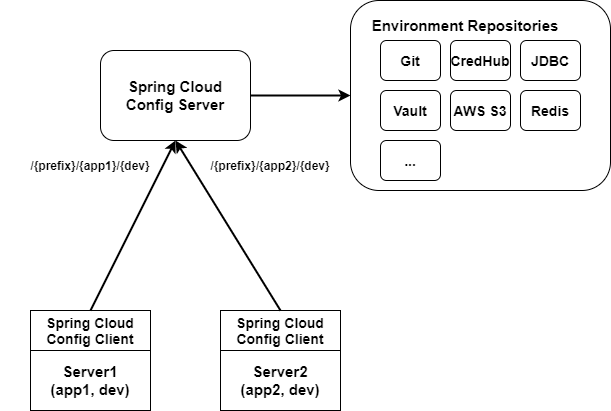 Environment Repositories
Git
CredHub
JDBC
Spring Cloud
Config Server
Vault
AWS S3
Redis
...
/{prefix}/{app1}/{dev}
/{prefix}/{app2}/{dev}
Spring Cloud
Config Client
Server1
(app1, dev)
Spring Cloud
Config Client
Server2
(app2, dev)